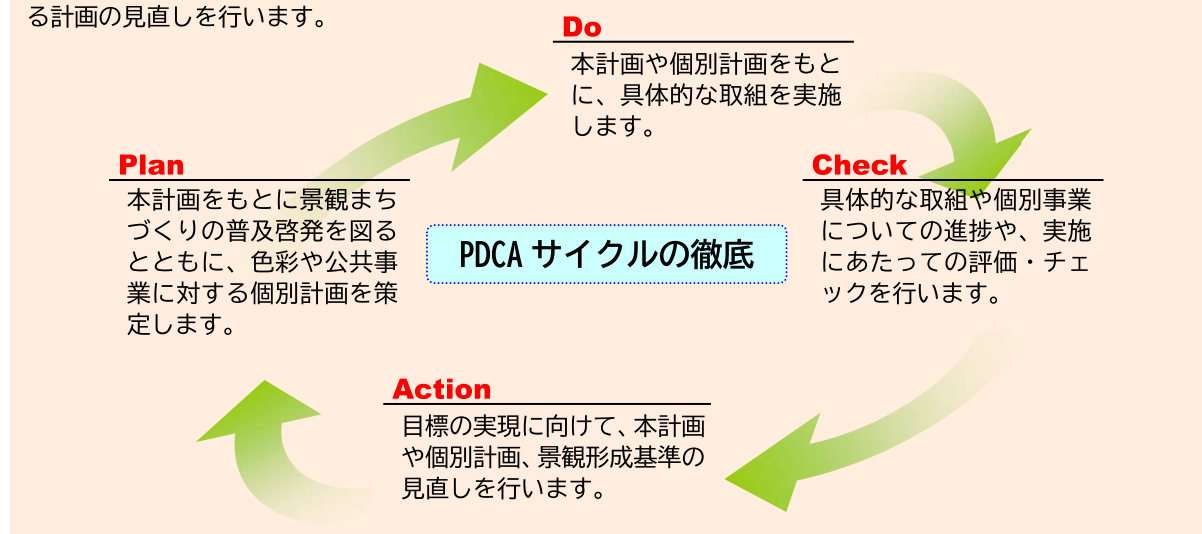 る計画の見直しを行います。
Do
本計画や個別計画をもと
に、具体的な取組を実施
します。
Plan
本計画をもとに景観まち
づくりの普及啓発を図る
とともに、色彩や公共事
業に対する個別計画を策
定します。
Check
具体的な取組や個別事業
についての進捗や、実施
にあたっての評価・チェ
ックを行います。
PDCA サイクルの徹底
Action
目標の実現に向けて、本計画
や個別計画、景観形成基準の
見直しを行います。